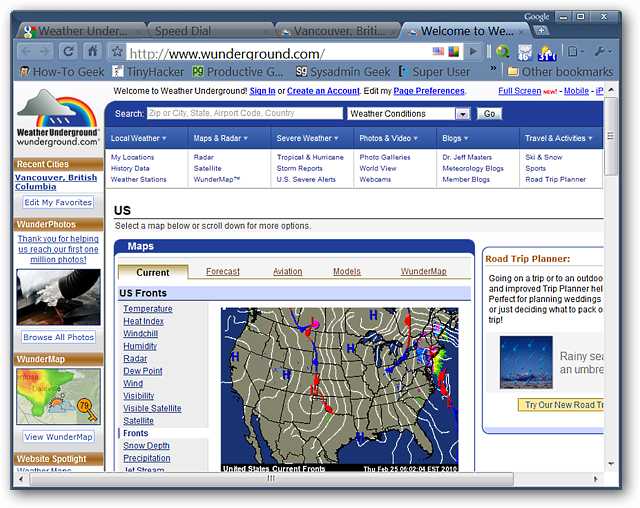 Google
Weather Unde...
Speed Dial
Vancouver, Briti...
Welcome to We...
http://www.wunderground.com/
How-To Geek
TinyHacker
Productive G...
Sysadmin Geek
Super User
»
Other bookmarks
Welcome to Weather Underground! Sign In or Create an Account. Edit my Page Preferences.
Full Screen NEW! - Mobile - iP
Weather Underground®
wunderground.com®
Search: Zip or City, State, Airport Code, Country
Weather Conditions
Go
Local Weather
Maps & Radar
Severe Weather
Photos & Video
Blogs
Travel & Activities
My Locations
Radar
Tropical & Hurricane
Photo Galleries
Dr. Jeff Masters
Ski & Snow
History Data
Satellite
Storm Reports
World View
Meteorology Blogs
Sports
Weather Stations
WunderMap™
U.S. Severe Alerts
Webcams
Member Blogs
Road Trip Planner
Recent Cities
Vancouver, British
Columbia
Edit My Favorites
WunderPhotos
Thank you for helping
us reach our first one
million photos!
Browse All Photos
WunderMap
79
View WunderMap
Website Spotlight
Weather Maps
US
Select a map below or scroll down for more options.
Maps
Current
Forecast
Aviation
Models
WunderMap
US Fronts
Temperature
Heat Index
Windchill
Humidity
Radar
Dew Point
Wind
Visibility
Visible Satellite
Satellite
Fronts
Snow Depth
Precipitation
Jet Stream
H
H
H
H
L
United States Current Fronts
Thu Feb 25 05:02:04 EST 2010
Road Trip Planner:
Going on a trip or to an outdoo
and improved Trip Planner hel
Perfect for planning weddings
or just deciding what to pack o
trip!
Rainy sea
an umbre
Try Our New Road Tr